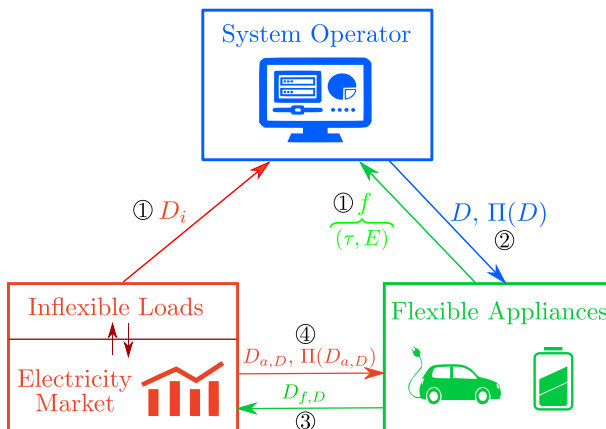 System Operator
① D_i
① f
(τ, E)
D, Π(D)
②
Inflexible Loads
Flexible Appliances
④
D_{a,D}, Π(D_{a,D})
Electricity
Market
D_{f,D}
③